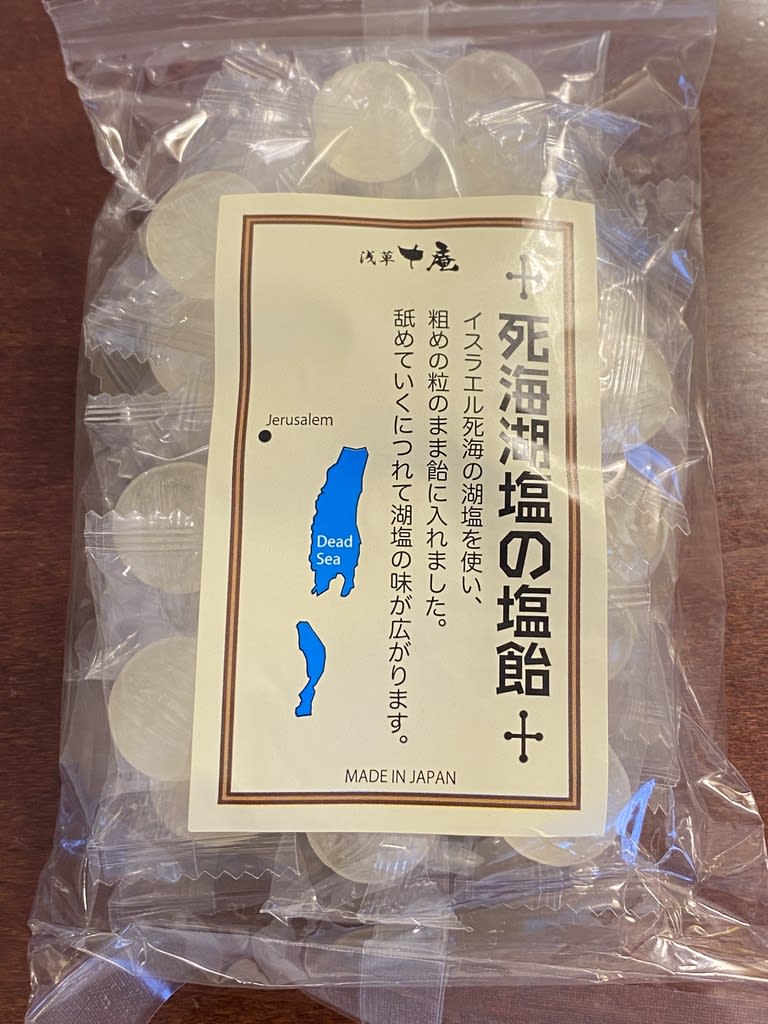 浅草十庵
死海湖塩の塩飴
イスラエル死海の湖塩を使い、
粗めの粒のまま飴に入れました。
舐めていくにつれて湖塩の味が広がります。
Jerusalem
Dead
Sea
MADE IN JAPAN